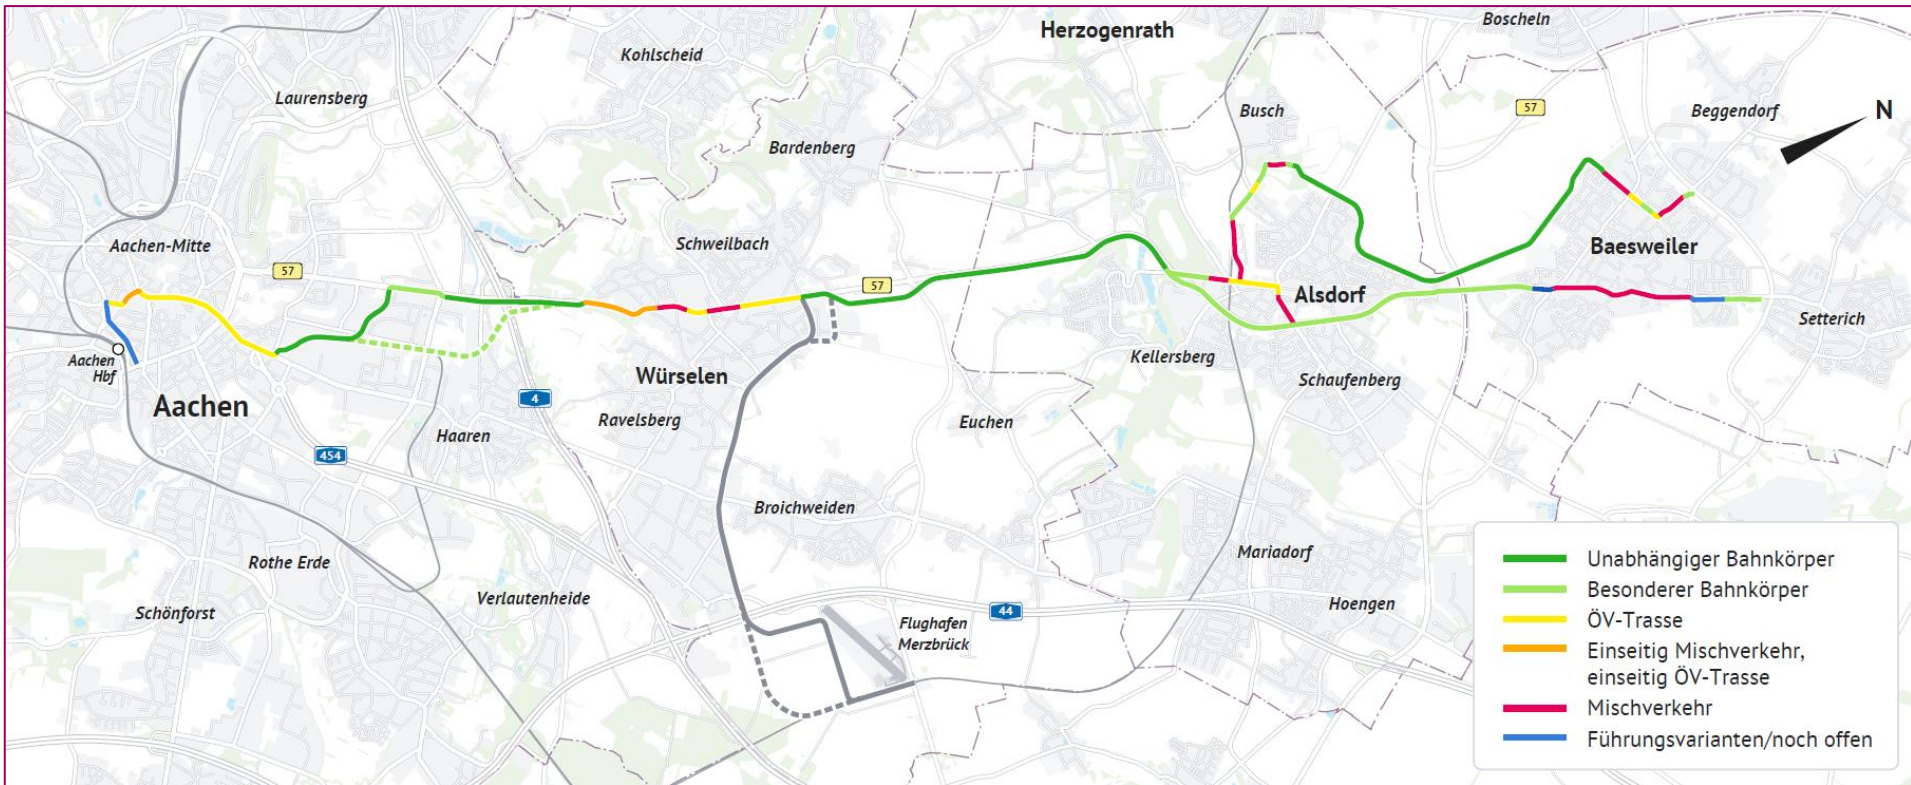 Boscheln
Herzogenrath
Kohlscheid
Laurensberg
57
Busch
Beggendorf
N
Bardenberg
Aachen-Mitte
Schweilbach
Baesweiler
57
57
Alsdorf
Setterich
Aachen
Hbf
Kellersberg
Würselen
Schaufenberg
Aachen
4
Ravelsberg
Euchen
Haaren
454
Broichweiden
Mariadorf
Rothe Erde
Verlautenheide
Schönforst
44
Hoengen
Flughafen
Merzbrück
Unabhängiger Bahnkörper
Besonderer Bahnkörper
ÖV-Trasse
Einseitig Mischverkehr,
einseitig ÖV-Trasse
Mischverkehr
Führungsvarianten/noch offen